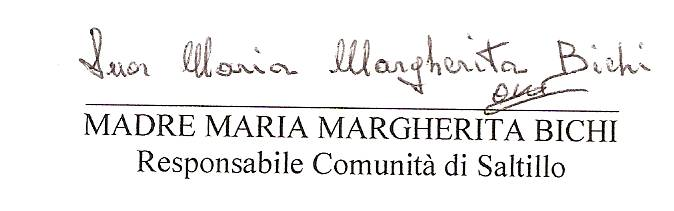 Suor Maria Margherita Bichi
MADRE MARIA MARGHERITA BICHI
Responsabile Comunità di Saltillo